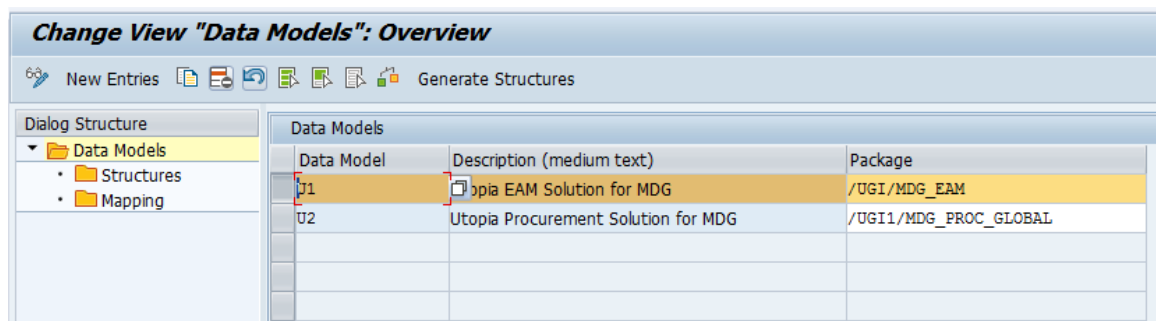 Change View "Data Models": Overview
New Entries Generate Structures
Dialog Structure
Data Models
Structures
Mapping
Data Models
Data Model Description (medium text) Package
U1 opia EAM Solution for MDG /UGI/MDG_EAM
U2 Utopia Procurement Solution for MDG /UGI1/MDG_PROC_GLOBAL